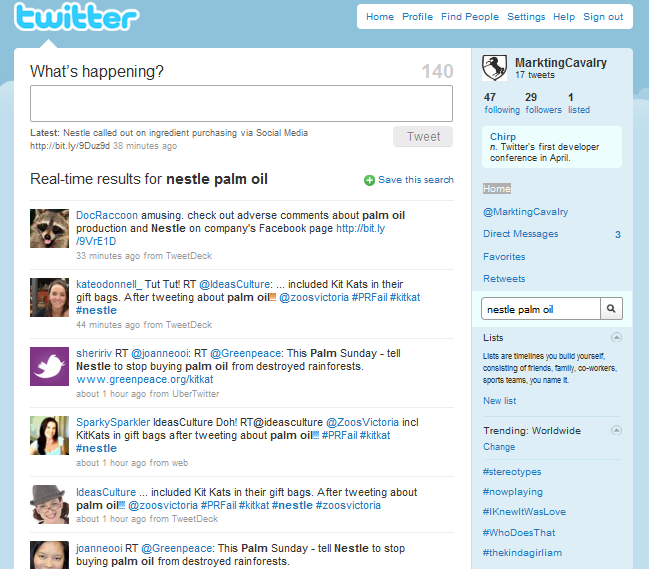 twitter
Home Profile Find People Settings Help Sign out
What's happening?
140
Latest: Nestle called out on ingredient purchasing via Social Media
http://bit.ly/9Duz9d 38 minutes ago
Tweet
Real-time results for nestle palm oil
Save this search
DocRaccoon amusing. check out adverse comments about palm oil
production and Nestle on company's Facebook page http://bit.ly
/9VrE1D
33 minutes ago from TweetDeck
kateodonnell_ Tut Tut! RT @IdeasCulture: ... included Kit Kats in their
gift bags. After tweeting about palm oil!!! @zoosvictoria #PRFail #kitkat
#nestle
44 minutes ago from TweetDeck
sheririv RT @joanneooi: RT @Greenpeace: This Palm Sunday - tell
Nestle to stop buying palm oil from destroyed rainforests.
www.greenpeace.org/kitkat
about 1 hour ago from UberTwitter
SparkySparkler IdeasCulture Doh! RT@ideasculture @ZoosVictoria incl
KitKats in gift bags after tweeting about palm oil!!! #PRFail #kitkat
#nestle
about 1 hour ago from web
IdeasCulture ... included Kit Kats in their gift bags. After tweeting about
palm oil!!! @zoosvictoria #PRFail #kitkat #nestle #zoosvictoria
about 1 hour ago from TweetDeck
joanneooi RT @Greenpeace: This Palm Sunday - tell Nestle to stop
buying palm oil from destroyed rainforests.
MarktingCavalry
17 tweets
47 29 1
following followers listed
Chirp
n. Twitter's first developer
conference in April.
Home
@MarktingCavalry
Direct Messages 3
Favorites
Retweets
nestle palm oil
Lists
Lists are timelines you build yourself,
consisting of friends, family, co-workers,
sports teams, you name it.
New list
Trending: Worldwide
Change
#stereotypes
#nowplaying
#IKnewItWasLove
#WhoDoesThat
#thekindagirliam